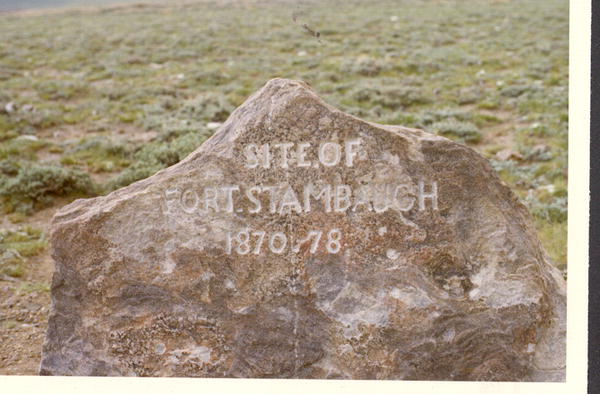 SITE OF
FORT STAMBAUGH
1870-78